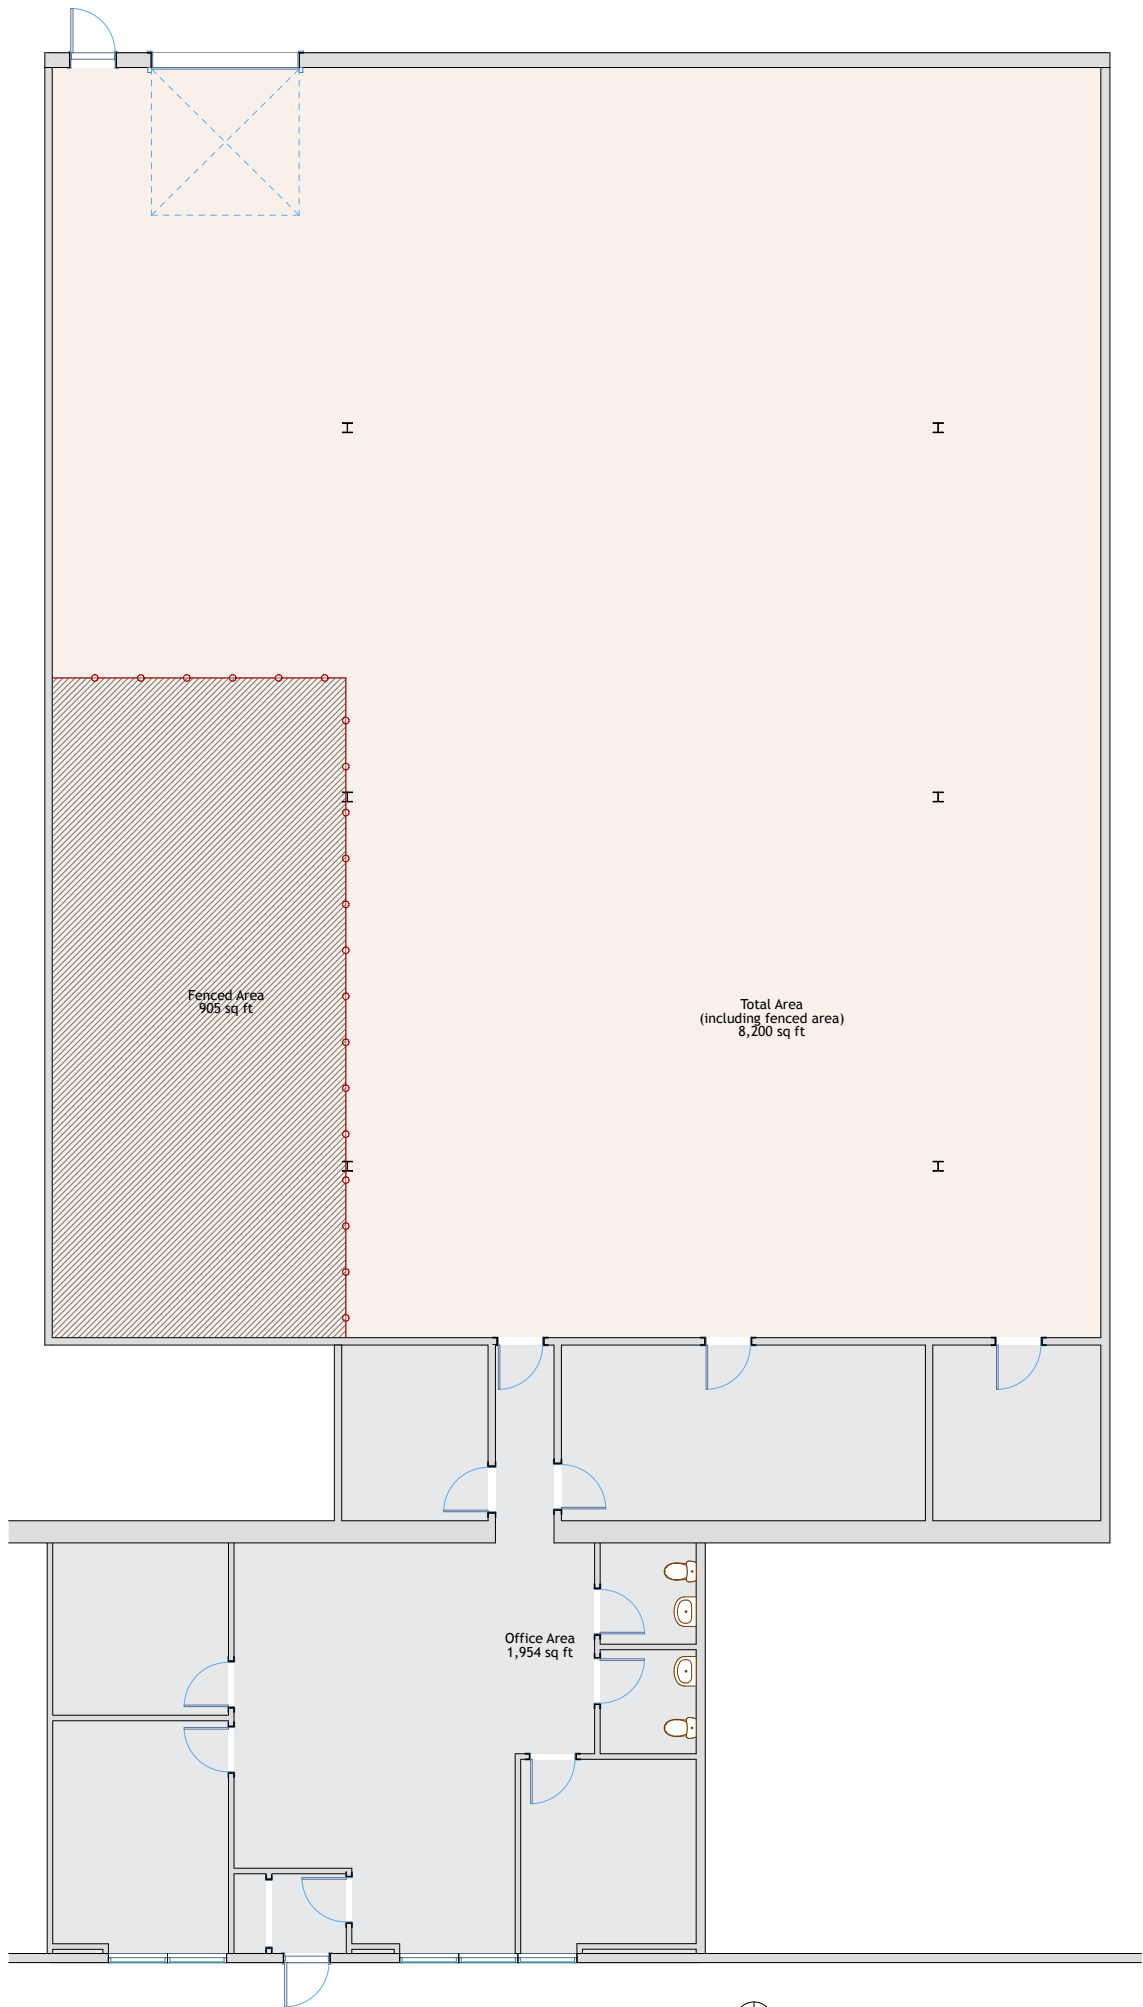 Fenced Area
905 sq ft
Total Area
(including fenced area)
8,200 sq ft
Office Area
1,954 sq ft